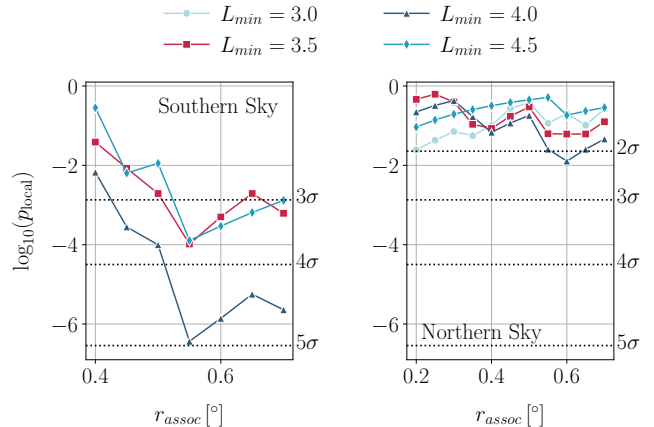 L_min = 3.0
L_min = 4.0
L_min = 3.5
L_min = 4.5
Southern Sky
Northern Sky
log₁₀(p_local)
0
−2
−4
−6
3σ
4σ
5σ
0.4
0.6
r_assoc [°]
0
−2
−4
−6
2σ
3σ
4σ
5σ
0.2
0.4
0.6
r_assoc [°]